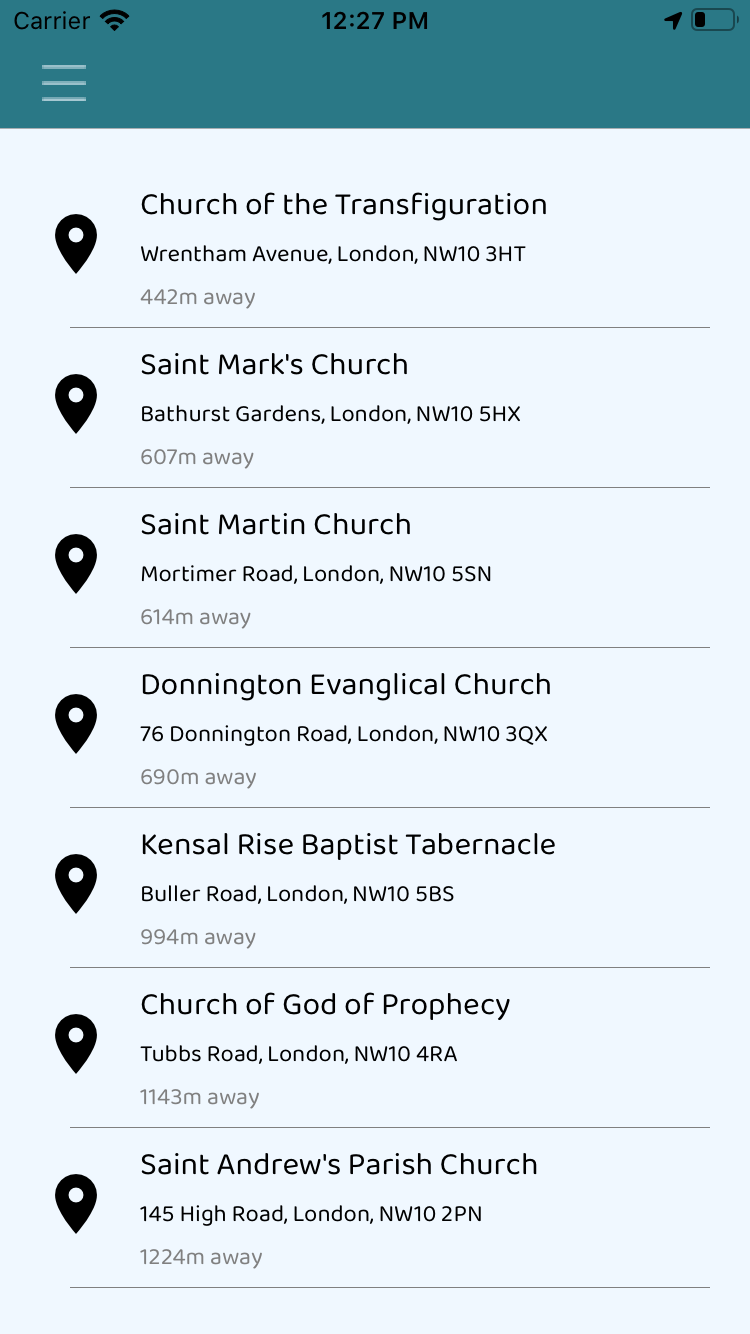 Carrier 12:27 PM
Church of the Transfiguration
Wrentham Avenue, London, NW10 3HT
442m away
Saint Mark's Church
Bathurst Gardens, London, NW10 5HX
607m away
Saint Martin Church
Mortimer Road, London, NW10 5SN
614m away
Donnington Evanglical Church
76 Donnington Road, London, NW10 3QX
690m away
Kensal Rise Baptist Tabernacle
Buller Road, London, NW10 5BS
994m away
Church of God of Prophecy
Tubbs Road, London, NW10 4RA
1143m away
Saint Andrew's Parish Church
145 High Road, London, NW10 2PN
1224m away